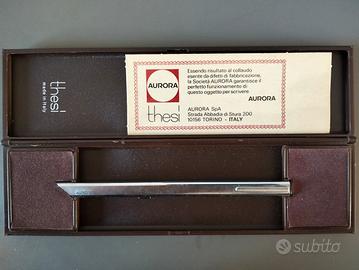 thesi
made in Italy
AURORA
thesi
Essendo risultato al collaudo
esente da difetti di fabbricazione,
la Società AURORA garantisce il
perfetto funzionamento di
questo oggetto per scrivere
AURORA
AURORA SpA
Strada Abbadia di Stura 200
10156 TORINO - ITALY
subito